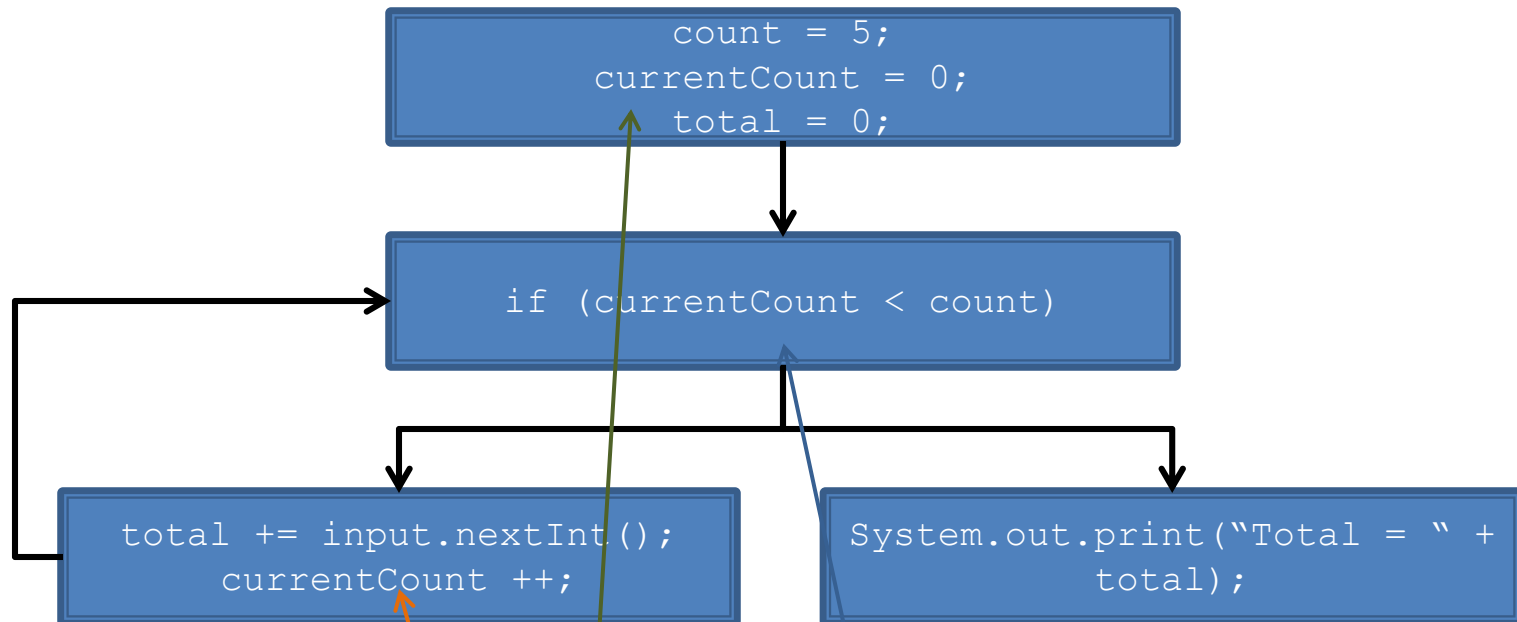 count = 5;
currentCount = 0;
total = 0;
if (currentCount < count)
total += input.nextInt();
currentCount ++;
System.out.print(“Total = “ +
total);